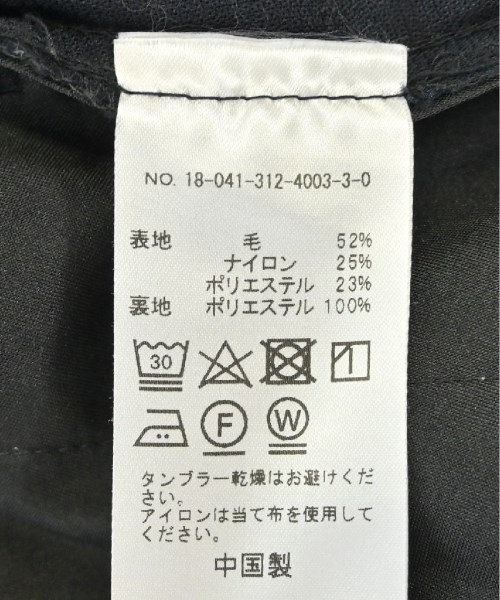 NO. 18-041-312-4003-3-0
表地 毛 52%
ナイロン 25%
ポリエステル 23%
裏地 ポリエステル 100%
30
F W
タンブラー乾燥はお避けくだ
さい。
アイロンは当て布を使用して
ください。
中国製